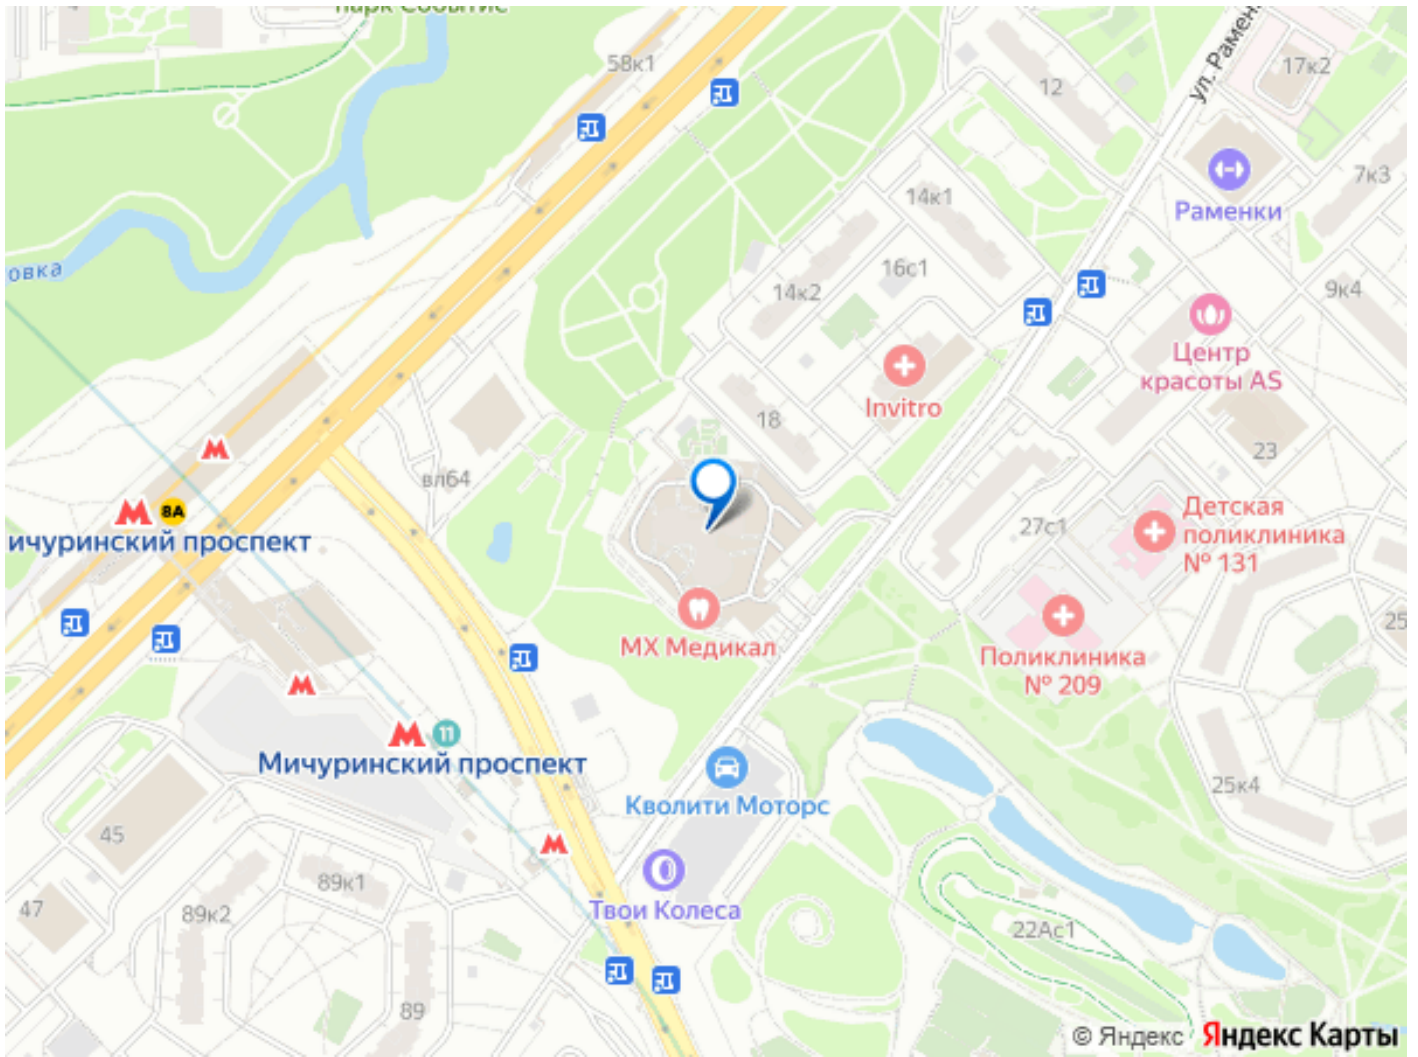 парк Событие
58к1
12
ул. Рамен
17к2
7к3
Раменки
14к1
16с1
14к2
9к4
овка
Центр
красоты AS
Invitro
18
23
вл64
8А
ичуринский проспект
27с1
Детская
поликлиника
№ 131
МХ Медикал
Поликлиника
№ 209
25
11
Мичуринский проспект
Кволити Моторс
25к4
45
89к1
47
89к2
Твои Колеса
22Ас1
89
© Яндекс Яндекс Карты